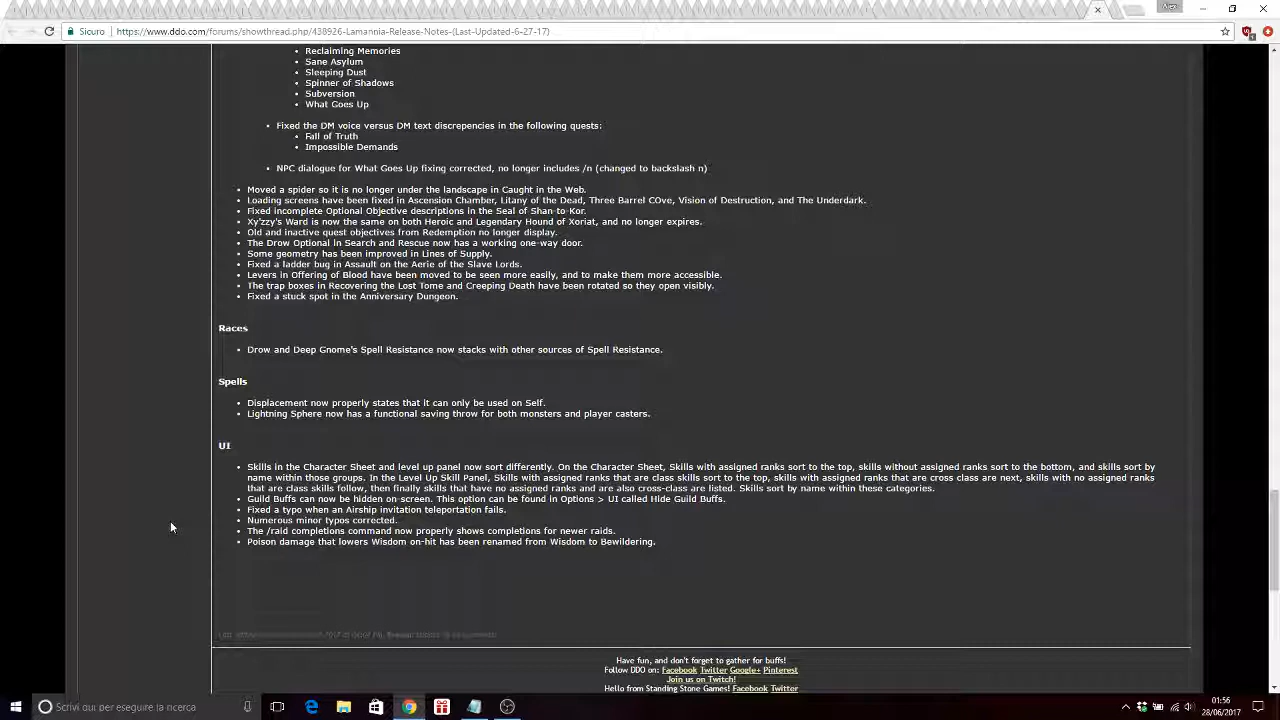 Alex
Sicuro
https://www.ddo.com/forums/showthread.php/438926-Lamannia-Release-Notes-(Last-Updated-6-27-17)
• Reclaiming Memories
• Sane Asylum
• Sleeping Dust
• Spinner of Shadows
• Subversion
• What Goes Up
• Fixed the DM voice versus DM text discrepencies in the following quests:
• Fall of Truth
• Impossible Demands
• NPC dialogue for What Goes Up fixing corrected, no longer includes /n (changed to backslash n)
• Moved a spider so it is no longer under the landscape in Caught in the Web.
• Loading screens have been fixed in Ascension Chamber, Litany of the Dead, Three Barrel COve, Vision of Destruction, and The Underdark.
• Fixed incomplete Optional Objective descriptions in the Seal of Shan-to-Kor.
• Xy'zzy's Ward is now the same on both Heroic and Legendary Hound of Xoriat, and no longer expires.
• Old and inactive quest objectives from Redemption no longer display.
• The Drow Optional in Search and Rescue now has a working one-way door.
• Some geometry has been improved in Lines of Supply.
• Fixed a ladder bug in Assault on the Aerie of the Slave Lords.
• Levers in Offering of Blood have been moved to be seen more easily, and to make them more accessible.
• The trap boxes in Recovering the Lost Tome and Creeping Death have been rotated so they open visibly.
• Fixed a stuck spot in the Anniversary Dungeon.
Races
• Drow and Deep Gnome's Spell Resistance now stacks with other sources of Spell Resistance.
Spells
• Displacement now properly states that it can only be used on Self.
• Lightning Sphere now has a functional saving throw for both monsters and player casters.
UI
• Skills in the Character Sheet and level up panel now sort differently. On the Character Sheet, Skills with assigned ranks sort to the top, skills without assigned ranks sort to the bottom, and skills sort by
name within those groups. In the Level Up Skill Panel, Skills with assigned ranks that are class skills sort to the top, skills with assigned ranks that are cross class are next, skills with no assigned ranks
that are class skills follow, then finally skills that have no assigned ranks and are also cross-class are listed. Skills sort by name within these categories.
• Guild Buffs can now be hidden on-screen. This option can be found in Options > UI called Hide Guild Buffs.
• Fixed a typo when an Airship invitation teleportation fails.
• Numerous minor typos corrected.
• The /raid completions command now properly shows completions for newer raids.
• Poison damage that lowers Wisdom on-hit has been renamed from Wisdom to Bewildering.
Have fun, and don't forget to gather for buffs!
Follow DDO on: Facebook Twitter Google+ Pinterest
Join us on Twitch!
Hello from Standing Stone Games! Facebook Twitter
Scrivi qui per eseguire la ricerca
01:56
28/06/2017